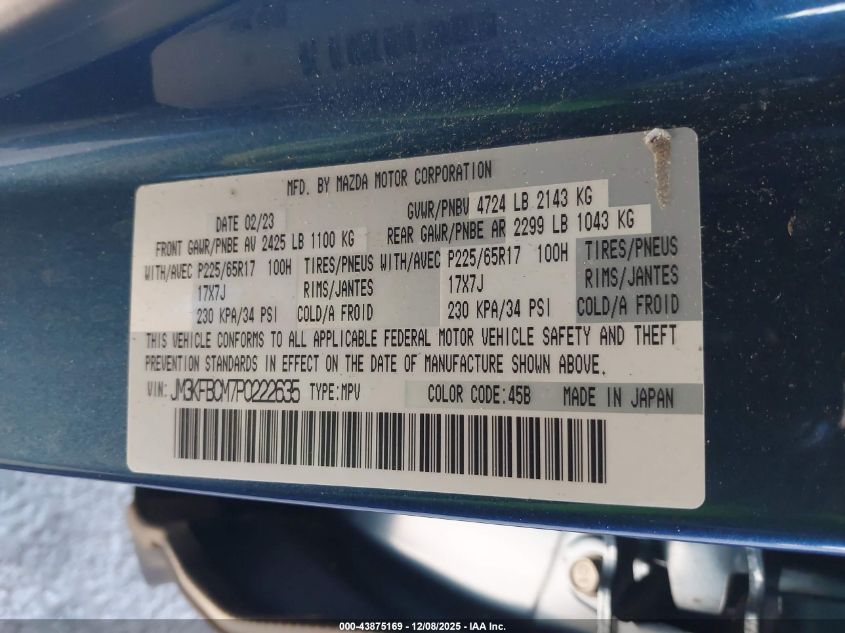 MFD. BY MAZDA MOTOR CORPORATION
DATE 02/23 GVWR/PNBV 4724 LB 2143 KG
FRONT GAWR/PNBE AV 2425 LB 1100 KG REAR GAWR/PNBE AR 2299 LB 1043 KG
WITH/AVEC P225/65R17 100H TIRES/PNEUS WITH/AVEC P225/65R17 100H TIRES/PNEUS
17X7J RIMS/JANTES 17X7J RIMS/JANTES
230 KPA/34 PSI COLD/A FROID 230 KPA/34 PSI COLD/A FROID
THIS VEHICLE CONFORMS TO ALL APPLICABLE FEDERAL MOTOR VEHICLE SAFETY AND THEFT
PREVENTION STANDARDS IN EFFECT ON THE DATE OF MANUFACTURE SHOWN ABOVE.
VIN: JM3KFBCM7P0222635 TYPE:MPV COLOR CODE:45B MADE IN JAPAN
000-43875169 - 12/08/2025 - IAA Inc.